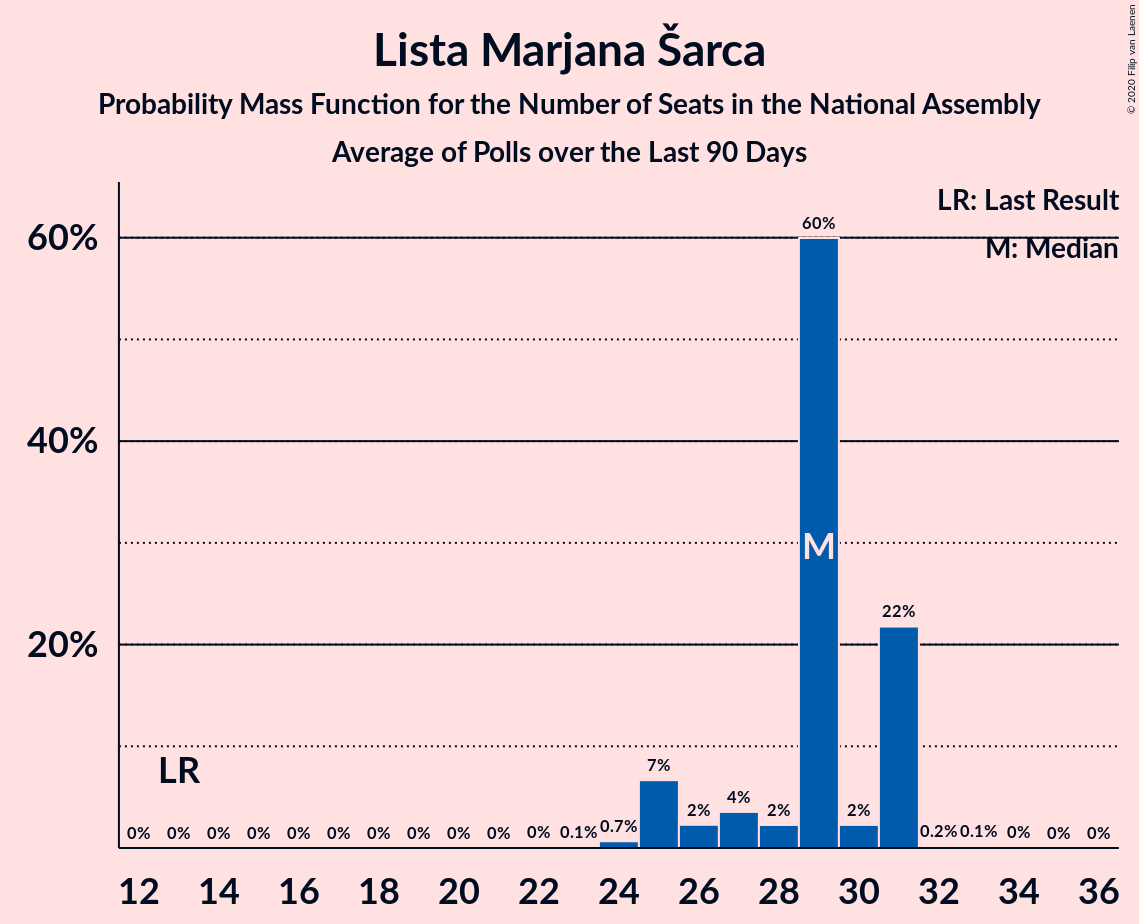 Lista Marjana Šarca
Probability Mass Function for the Number of Seats in the National Assembly
Average of Polls over the Last 90 Days
© 2020 Filip van Laenen
LR: Last Result
M: Median
60%
40%
20%
60%
M
22%
LR
7%
4%
2% 2% 2%
0% 0% 0% 0% 0% 0% 0% 0% 0% 0% 0% 0.1% 0.7% 0.2% 0.1% 0% 0% 0%
12 14 16 18 20 22 24 26 28 30 32 34 36